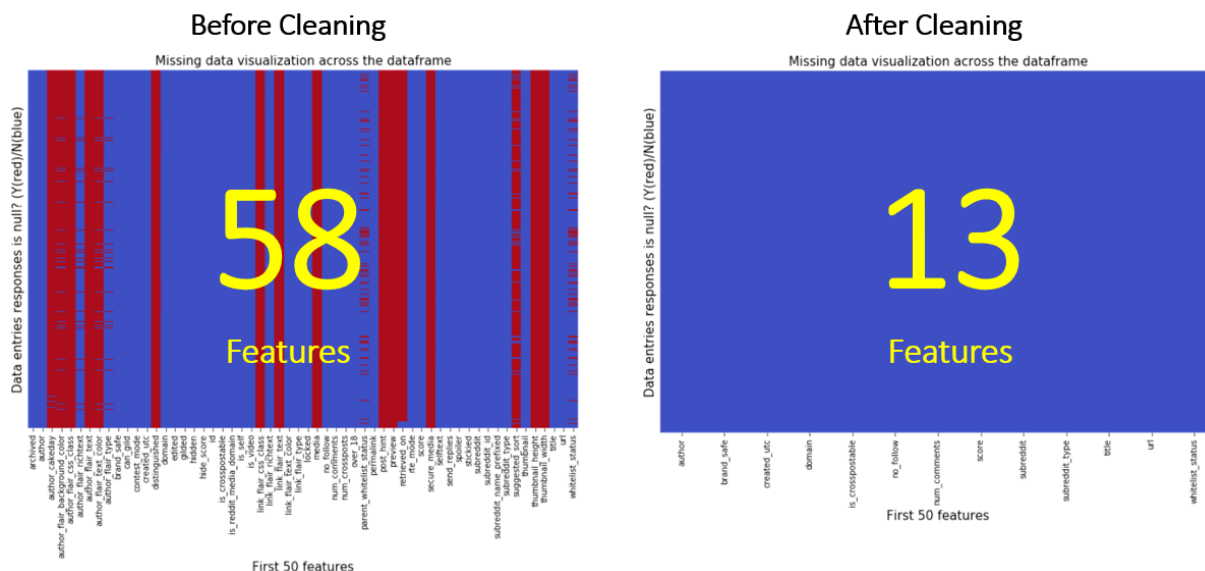 Before Cleaning
Missing data visualization across the dataframe
Data entries responses is null? (Y(red)/N(blue)
58
Features
archived
author
author_cakeday
author_flair_background_color
author_flair_css_class
author_flair_richtext
author_flair_text
author_flair_text_color
author_flair_type
brand_safe
can_gild
contest_mode
created_utc
distinguished
domain
edited
gilded
hidden
hide_score
id
is_crosspostable
is_reddit_media_domain
is_self
is_video
link_flair_css_class
link_flair_richtext
link_flair_text
link_flair_text_color
link_flair_type
locked
media
no_follow
num_comments
num_crossposts
over_18
parent_whitelist_status
permalink
post_hint
preview
retrieved_on
rte_mode
score
secure_media
selftext
send_replies
spoiler
stickied
subreddit
subreddit_id
subreddit_name_prefixed
subreddit_type
suggested_sort
thumbnail
thumbnail_height
thumbnail_width
title
url
whitelist_status
First 50 features
After Cleaning
Missing data visualization across the dataframe
Data entries responses is null? (Y(red)/N(blue)
13
Features
author
brand_safe
created_utc
domain
is_crosspostable
no_follow
num_comments
score
subreddit
subreddit_type
title
url
whitelist_status
First 50 features